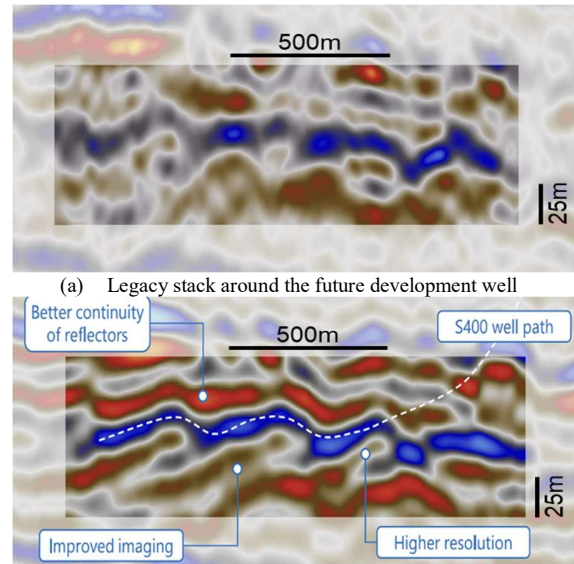 500m
25m
(a) Legacy stack around the future development well
Better continuity
of reflectors
500m
S400 well path
25m
Improved imaging
Higher resolution